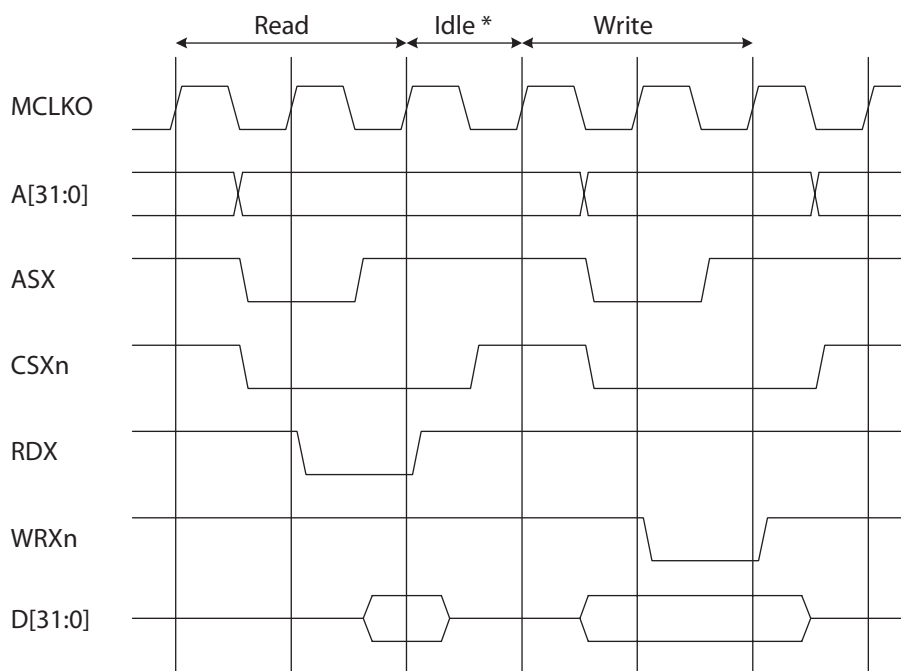 Read Idle * Write
MCLKO
A[31:0]
ASX
CSXn
RDX
WRXn
D[31:0]